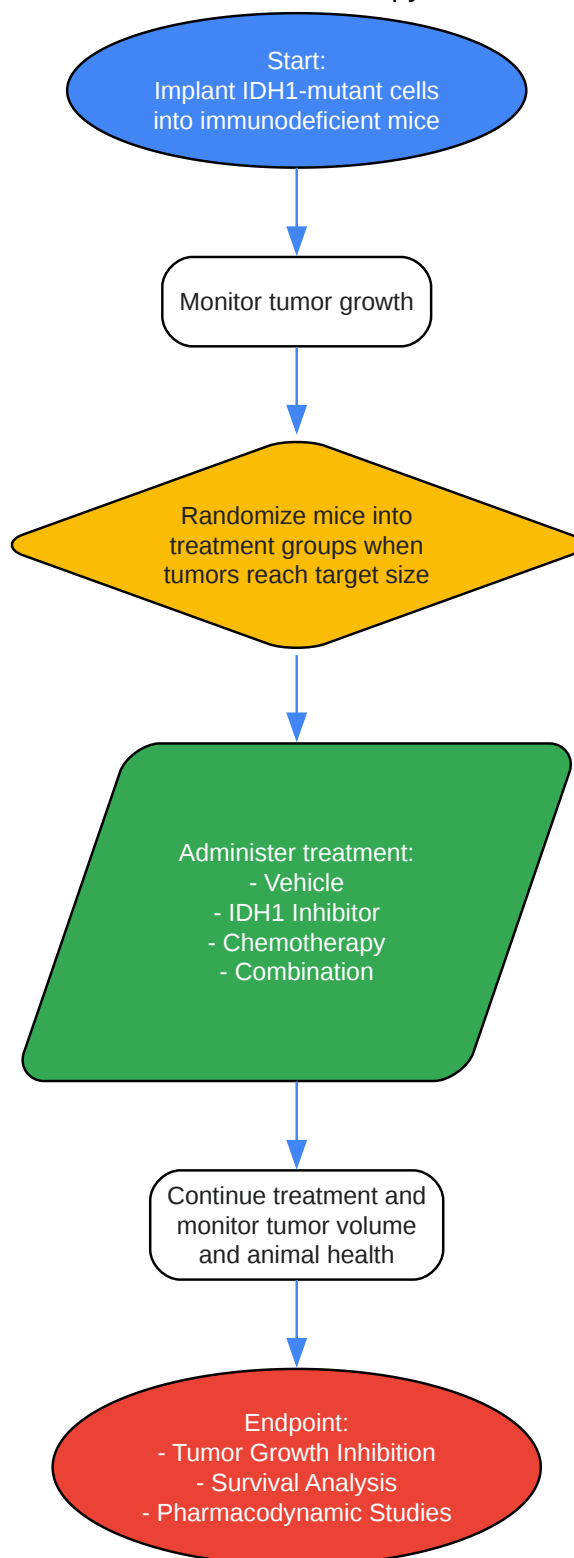 Start:
Implant IDH1-mutant cells
into immunodeficient mice
Monitor tumor growth
Randomize mice into
treatment groups when
tumors reach target size
Administer treatment:
- Vehicle
- IDH1 Inhibitor
- Chemotherapy
- Combination
Continue treatment and
monitor tumor volume
and animal health
Endpoint:
- Tumor Growth Inhibition
- Survival Analysis
- Pharmacodynamic Studies